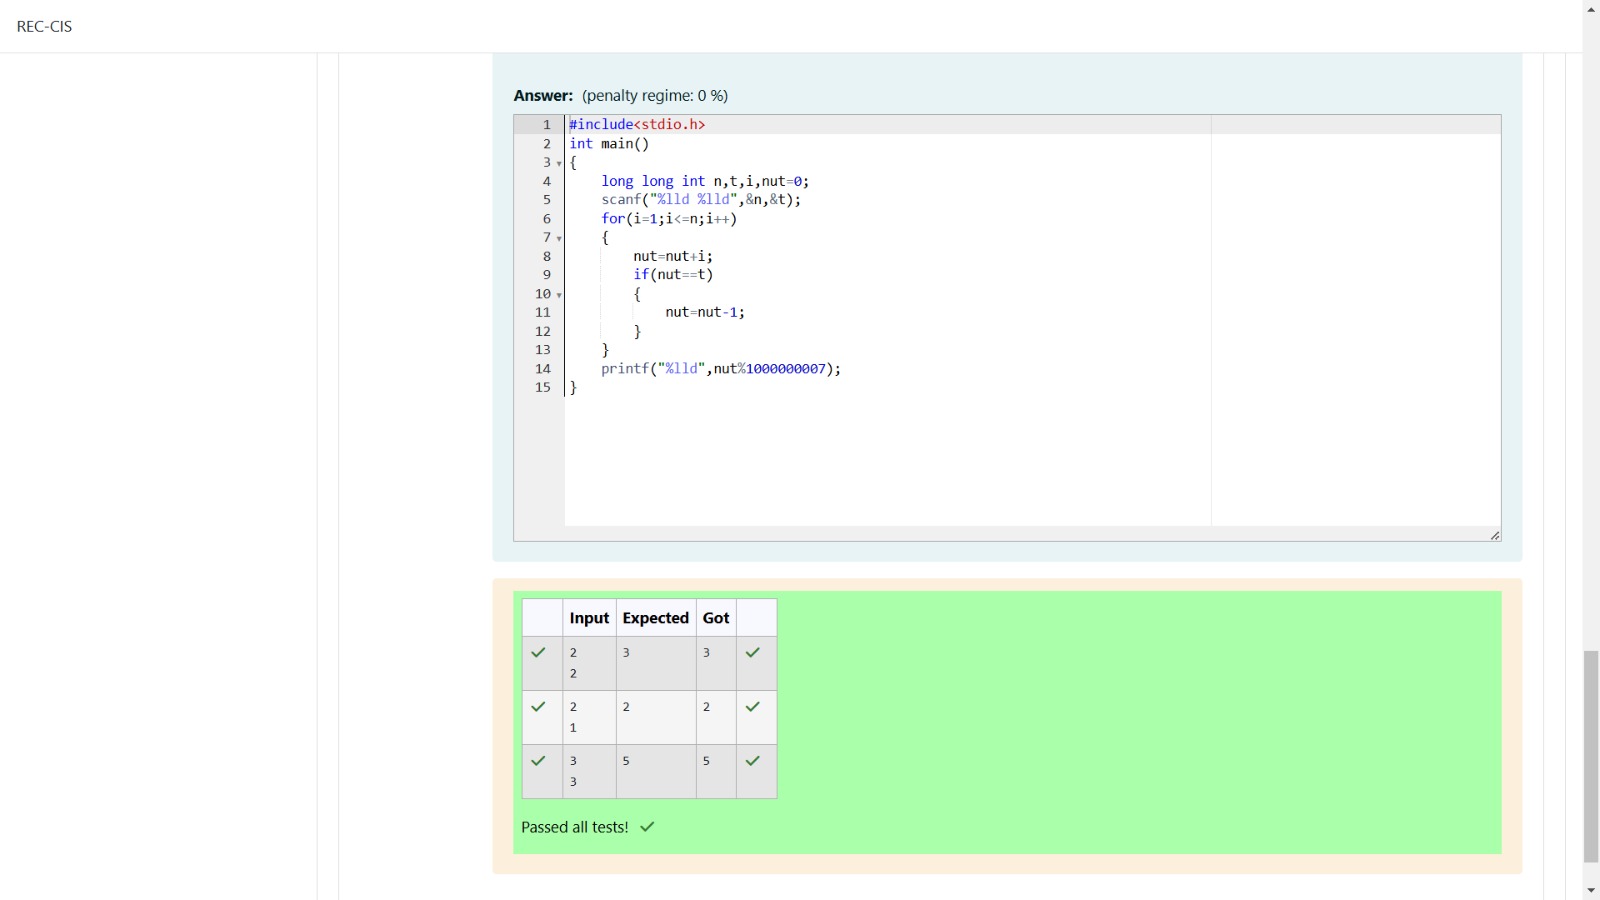 REC-CIS
Answer: (penalty regime: 0 %)
1 #include<stdio.h>
2 int main()
3 {
4 long long int n,t,i,nut=0;
5 scanf("%lld %lld",&n,&t);
6 for(i=1;i<=n;i++)
7 {
8 nut=nut+i;
9 if(nut==t)
10 {
11 nut=nut-1;
12 }
13 }
14 printf("%lld",nut%1000000007);
15 }
Input Expected Got
2 3 3
2
2 2 2
1
3 5 5
3
Passed all tests!